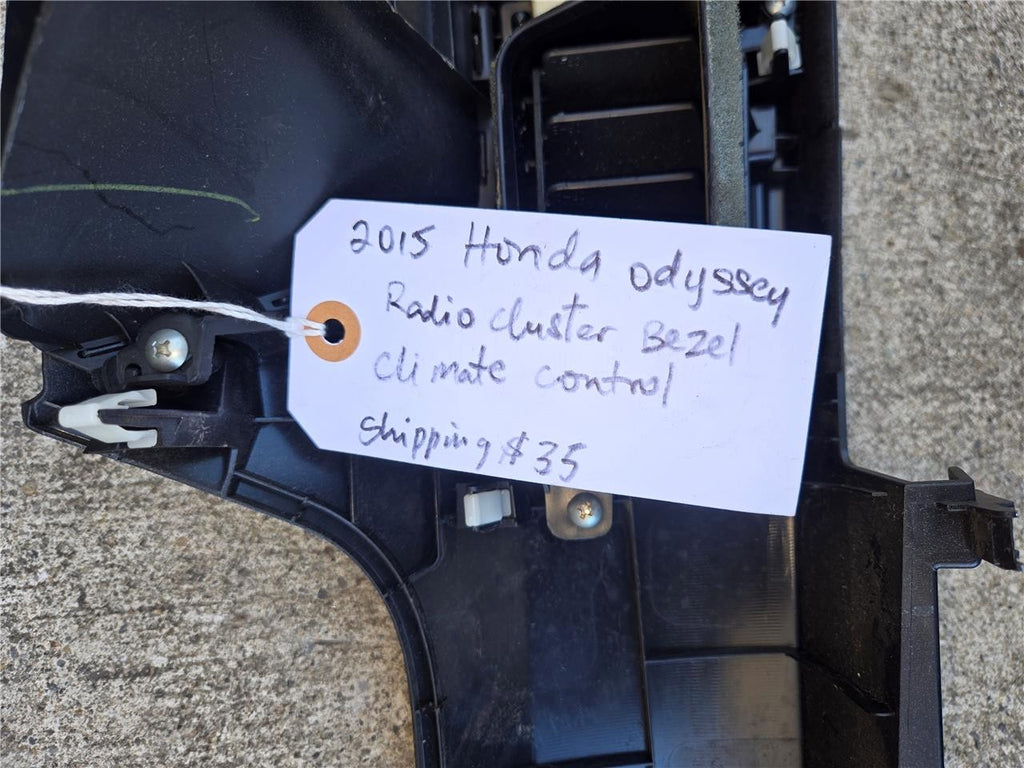 2015 Honda odyssey
Radio cluster Bezel
Climate control
Shipping $35